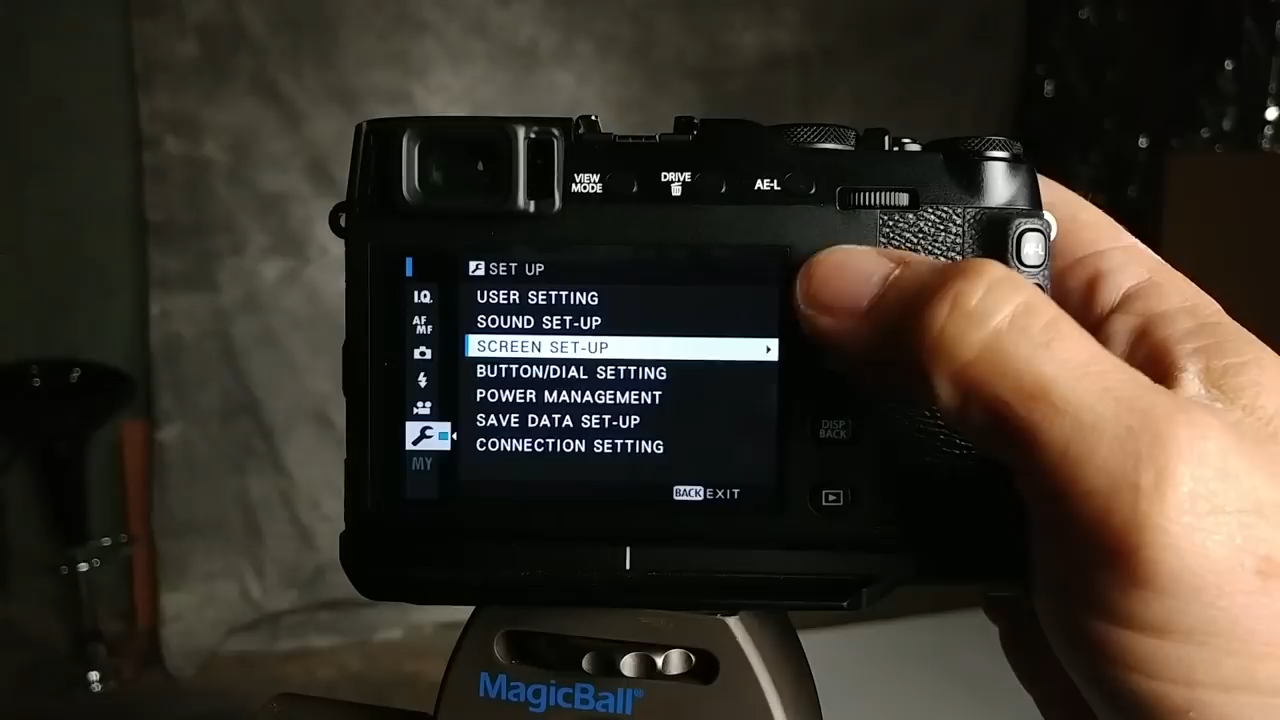 VIEW
MODE
DRIVE
AE-L
AF-L
SET UP
I.Q.
USER SETTING
AF
MF
SOUND SET-UP
SCREEN SET-UP
BUTTON/DIAL SETTING
POWER MANAGEMENT
SAVE DATA SET-UP
CONNECTION SETTING
MY
DISP
BACK
BACK EXIT
MagicBall®